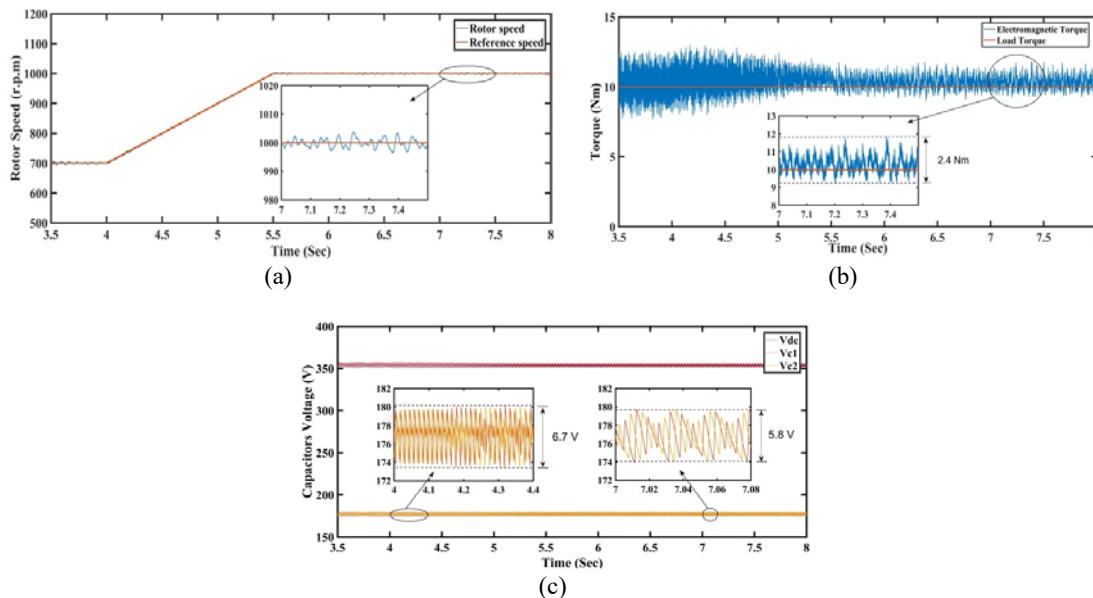 1200
1100
1000
900
800
700
600
500
Rotor Speed (r.p.m)
Rotor speed
Reference speed
1020
1010
1000
990
980
7 7.1 7.2 7.3 7.4
3.5 4 4.5 5 5.5 6 6.5 7 7.5 8
Time (Sec)
(a)
15
10
5
0
Torque (Nm)
Electromagnetic Torque
Load Torque
13
12
11
10
9
8
2.4 Nm
7 7.1 7.2 7.3 7.4
3.5 4 4.5 5 5.5 6 6.5 7 7.5
Time (Sec)
(b)
400
350
300
250
200
150
Capacitors Voltage (V)
Vdc
Vc1
Vc2
182
180
178
176
174
172
6.7 V
4 4.1 4.2 4.3 4.4
182
180
178
176
174
172
5.8 V
7 7.02 7.04 7.06 7.08
3.5 4 4.5 5 5.5 6 6.5 7 7.5 8
Time (Sec)
(c)